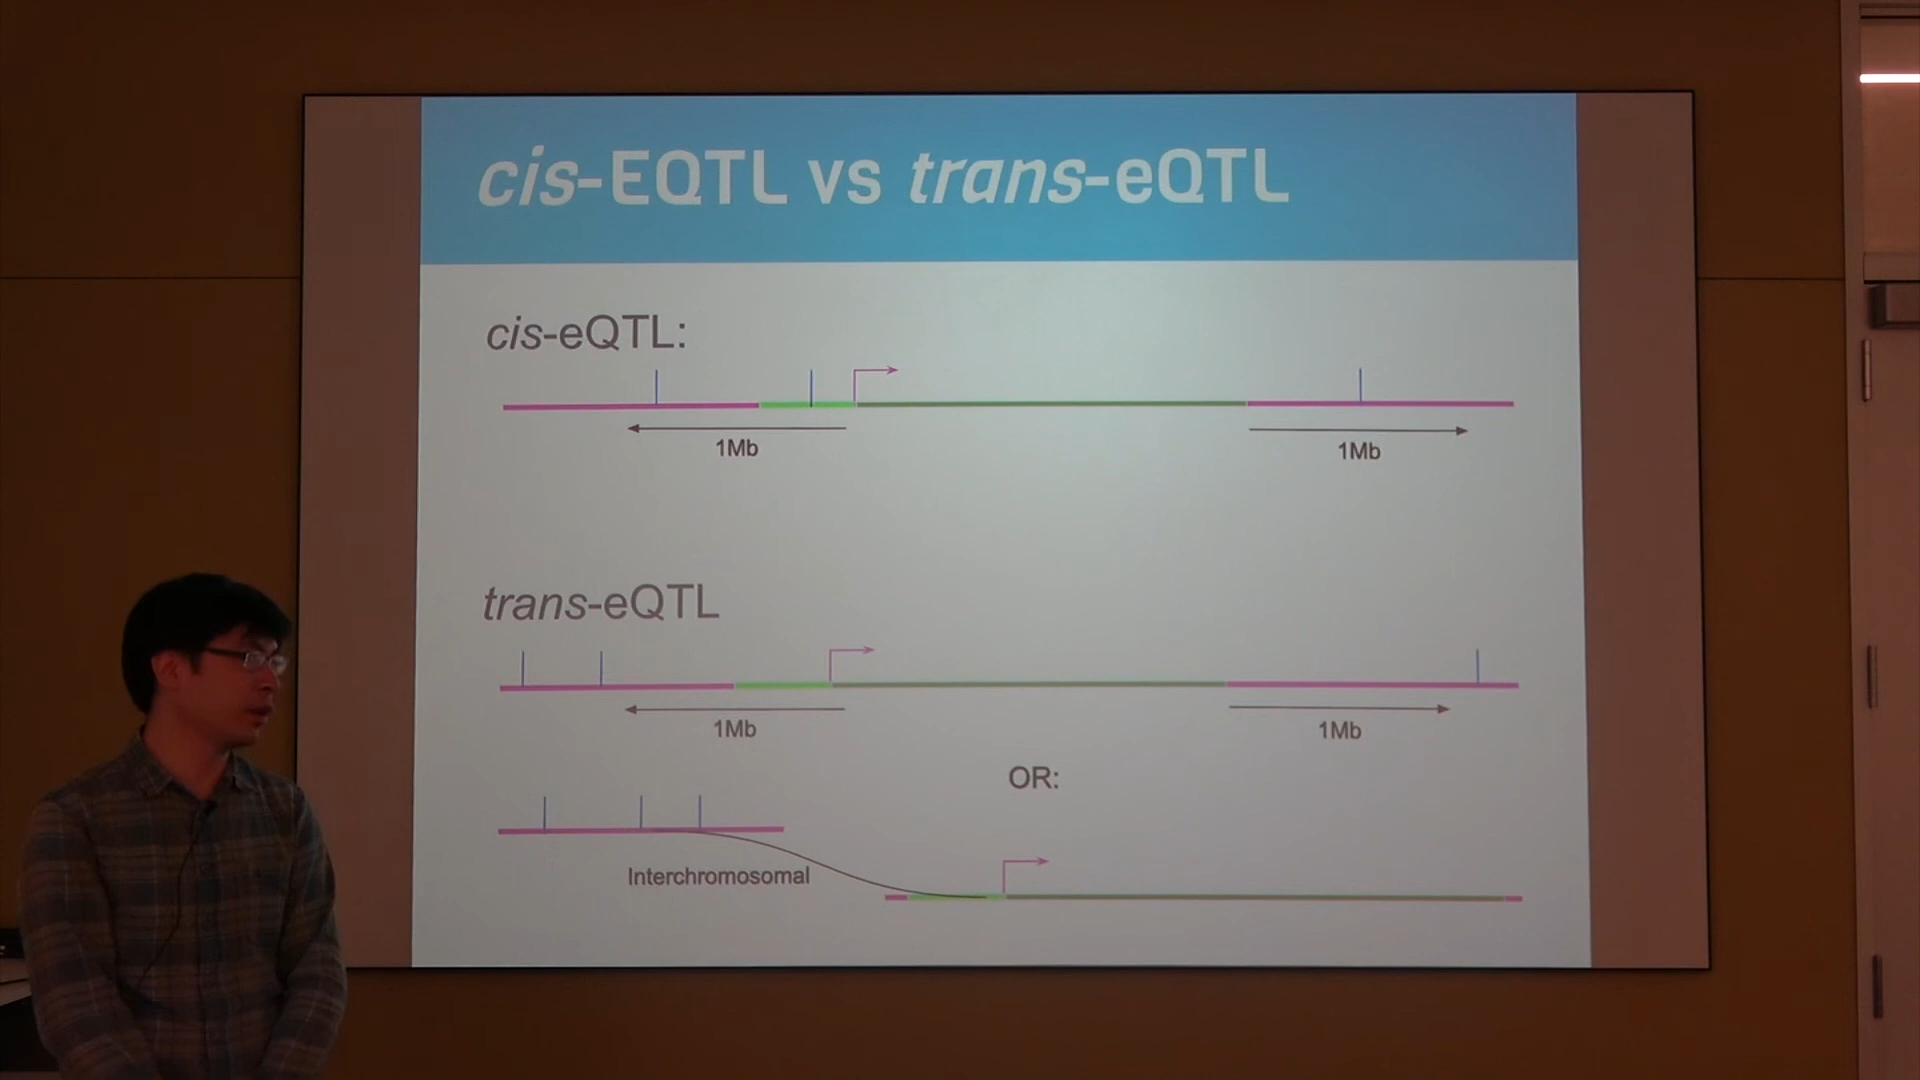 cis-EQTL vs trans-eQTL
cis-eQTL:
1Mb
1Mb
trans-eQTL
1Mb
1Mb
OR:
Interchromosomal